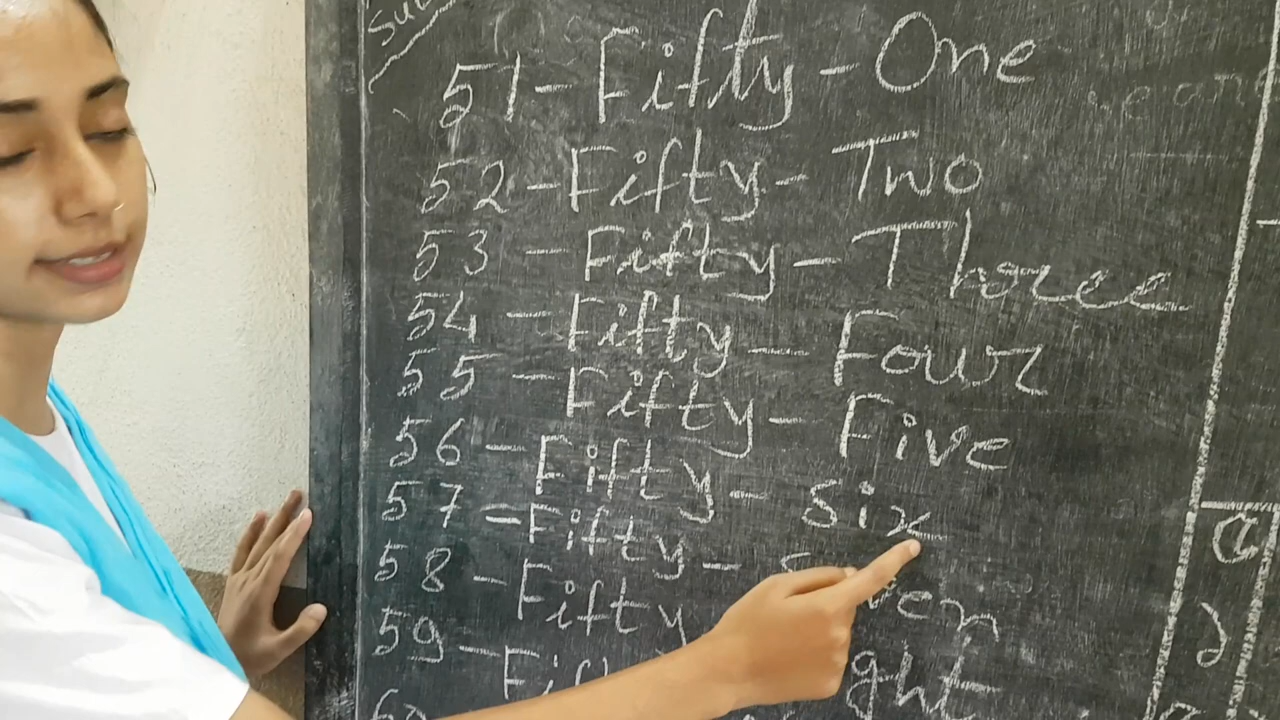 51 - Fifty - One
52 - Fifty - Two
53 - Fifty - Three
54 - Fifty - Four
55 - Fifty - Five
56 - Fifty - Six
57 - Fifty -
58 - Fifty
59 -